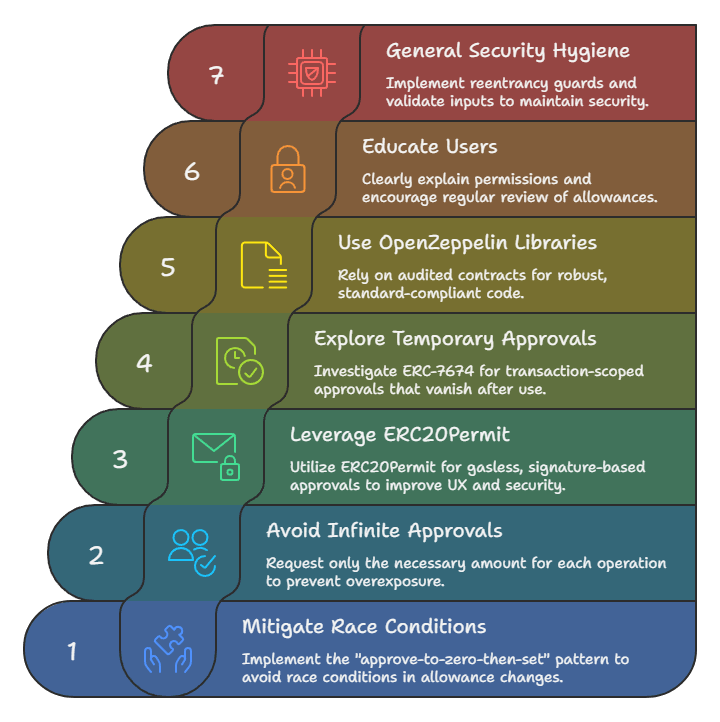 7
General Security Hygiene
Implement reentrancy guards and
validate inputs to maintain security.
6
Educate Users
Clearly explain permissions and
encourage regular review of allowances.
5
Use OpenZeppelin Libraries
Rely on audited contracts for robust,
standard-compliant code.
4
Explore Temporary Approvals
Investigate ERC-7674 for transaction-scoped
approvals that vanish after use.
3
Leverage ERC20Permit
Utilize ERC20Permit for gasless, signature-based
approvals to improve UX and security.
2
Avoid Infinite Approvals
Request only the necessary amount for each operation
to prevent overexposure.
1
Mitigate Race Conditions
Implement the "approve-to-zero-then-set" pattern to
avoid race conditions in allowance changes.